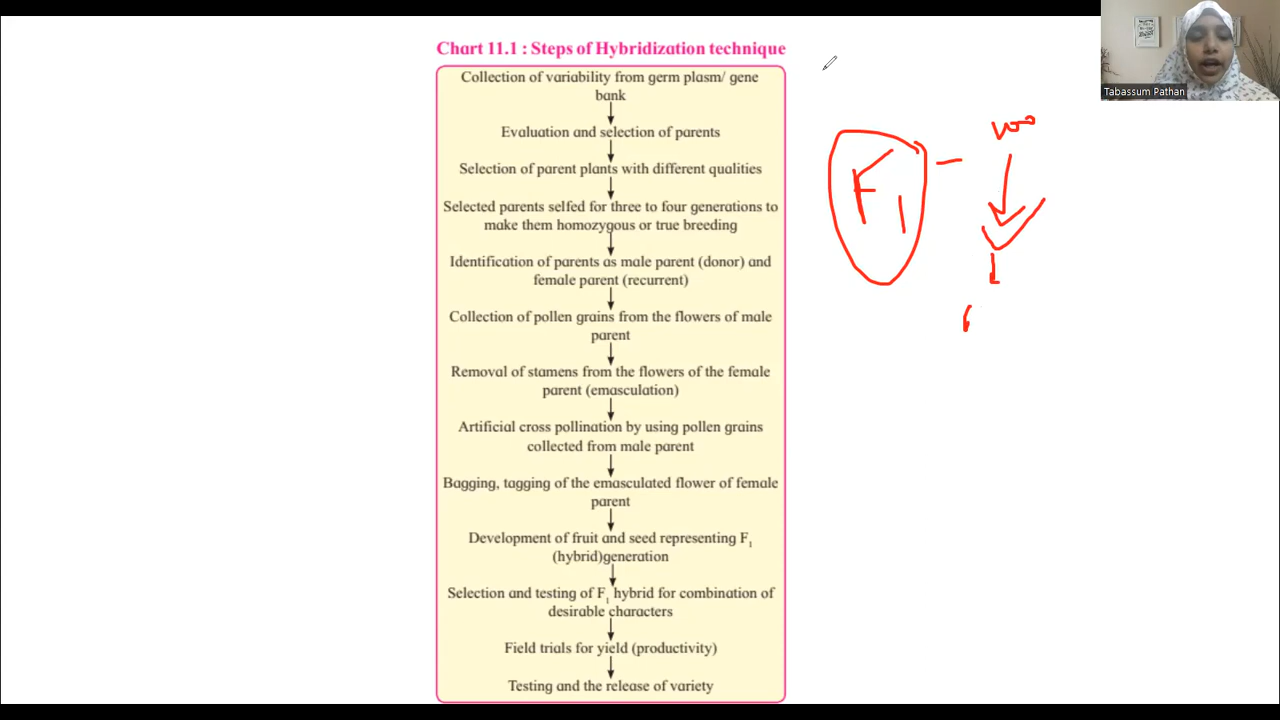 Chart 11.1 : Steps of Hybridization technique
Collection of variability from germ plasm/ gene
bank
Evaluation and selection of parents
Selection of parent plants with different qualities
Selected parents selfed for three to four generations to
make them homozygous or true breeding
Identification of parents as male parent (donor) and
female parent (recurrent)
Collection of pollen grains from the flowers of male
parent
Removal of stamens from the flowers of the female
parent (emasculation)
Artificial cross pollination by using pollen grains
collected from male parent
Bagging, tagging of the emasculated flower of female
parent
Development of fruit and seed representing F₁
(hybrid)generation
Selection and testing of F₁ hybrid for combination of
desirable characters
Field trials for yield (productivity)
Testing and the release of variety
F₁
Tabassum Pathan